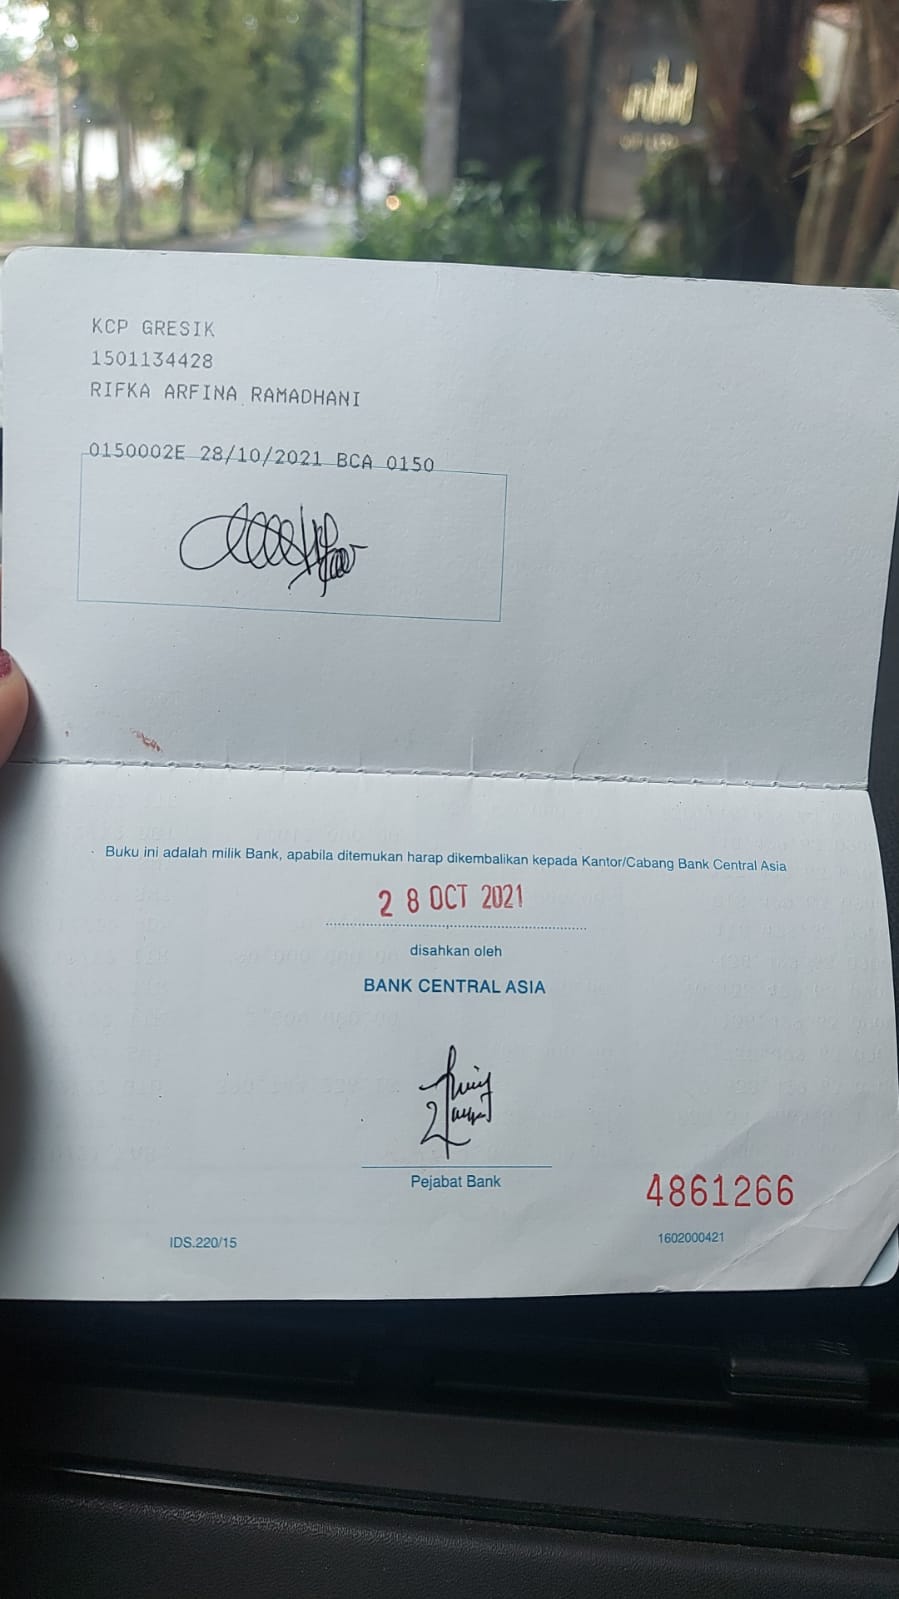 KCP GRESIK
1501134428
RIFKA ARFINA RAMADHANI
0150002E 28/10/2021 BCA 0150
Buku ini adalah milik Bank, apabila ditemukan harap dikembalikan kepada Kantor/Cabang Bank Central Asia
28 OCT 2021
disahkan oleh
BANK CENTRAL ASIA
Pejabat Bank
4861266
IDS.220/15
1602000421